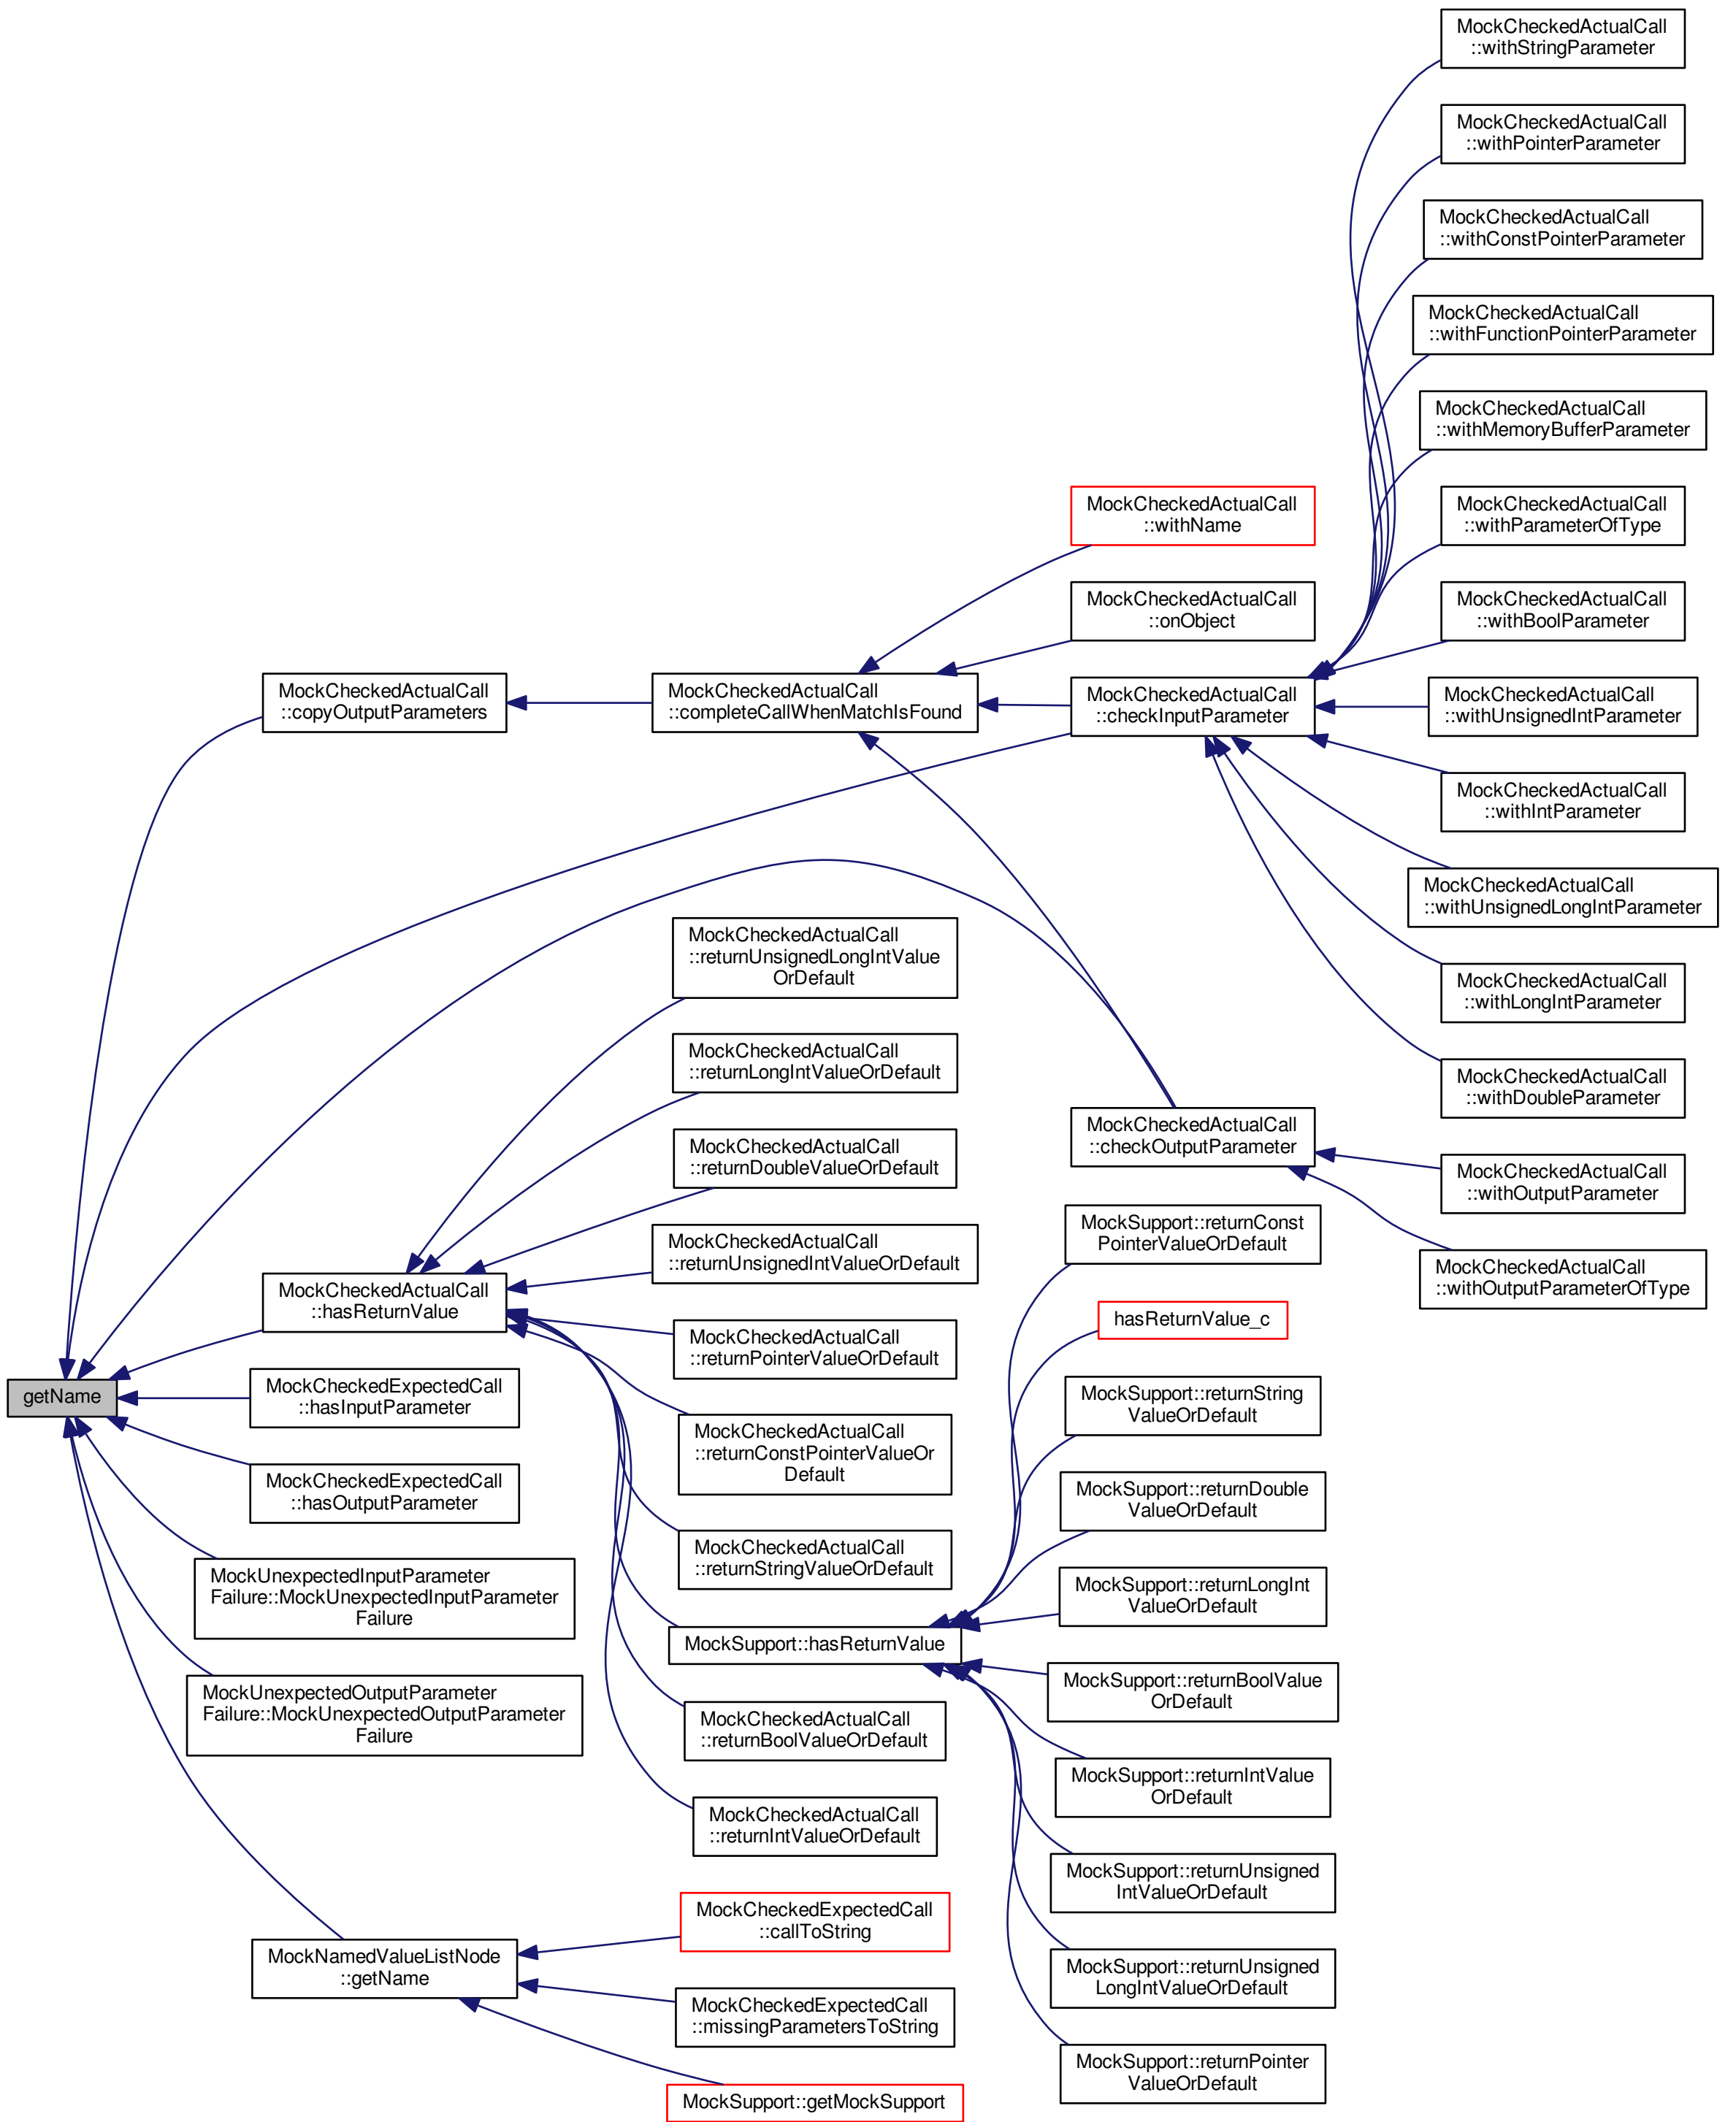 MockCheckedActualCall
::withStringParameter
MockCheckedActualCall
::withPointerParameter
MockCheckedActualCall
::withConstPointerParameter
MockCheckedActualCall
::withFunctionPointerParameter
MockCheckedActualCall
::withMemoryBufferParameter
MockCheckedActualCall
::withName
MockCheckedActualCall
::withParameterOfType
MockCheckedActualCall
::onObject
MockCheckedActualCall
::withBoolParameter
MockCheckedActualCall
::copyOutputParameters
MockCheckedActualCall
::completeCallWhenMatchIsFound
MockCheckedActualCall
::checkInputParameter
MockCheckedActualCall
::withUnsignedIntParameter
MockCheckedActualCall
::withIntParameter
MockCheckedActualCall
::withUnsignedLongIntParameter
MockCheckedActualCall
::withLongIntParameter
MockCheckedActualCall
::withDoubleParameter
MockCheckedActualCall
::returnUnsignedLongIntValue
OrDefault
MockCheckedActualCall
::returnLongIntValueOrDefault
MockCheckedActualCall
::returnDoubleValueOrDefault
MockCheckedActualCall
::checkOutputParameter
MockCheckedActualCall
::withOutputParameter
MockCheckedActualCall
::withOutputParameterOfType
MockCheckedActualCall
::hasReturnValue
MockCheckedActualCall
::returnUnsignedIntValueOrDefault
MockSupport::returnConst
PointerValueOrDefault
MockCheckedActualCall
::returnPointerValueOrDefault
hasReturnValue_c
getName
MockCheckedExpectedCall
::hasInputParameter
MockCheckedActualCall
::returnConstPointerValueOr
Default
MockSupport::returnString
ValueOrDefault
MockCheckedExpectedCall
::hasOutputParameter
MockSupport::returnDouble
ValueOrDefault
MockUnexpectedInputParameter
Failure::MockUnexpectedInputParameter
Failure
MockCheckedActualCall
::returnStringValueOrDefault
MockSupport::returnLongInt
ValueOrDefault
MockSupport::hasReturnValue
MockSupport::returnBoolValue
OrDefault
MockUnexpectedOutputParameter
Failure::MockUnexpectedOutputParameter
Failure
MockCheckedActualCall
::returnBoolValueOrDefault
MockSupport::returnIntValue
OrDefault
MockCheckedActualCall
::returnIntValueOrDefault
MockSupport::returnUnsigned
IntValueOrDefault
MockNamedValueListNode
::getName
MockCheckedExpectedCall
::callToString
MockSupport::returnUnsigned
LongIntValueOrDefault
MockCheckedExpectedCall
::missingParametersToString
MockSupport::returnPointer
ValueOrDefault
MockSupport::getMockSupport